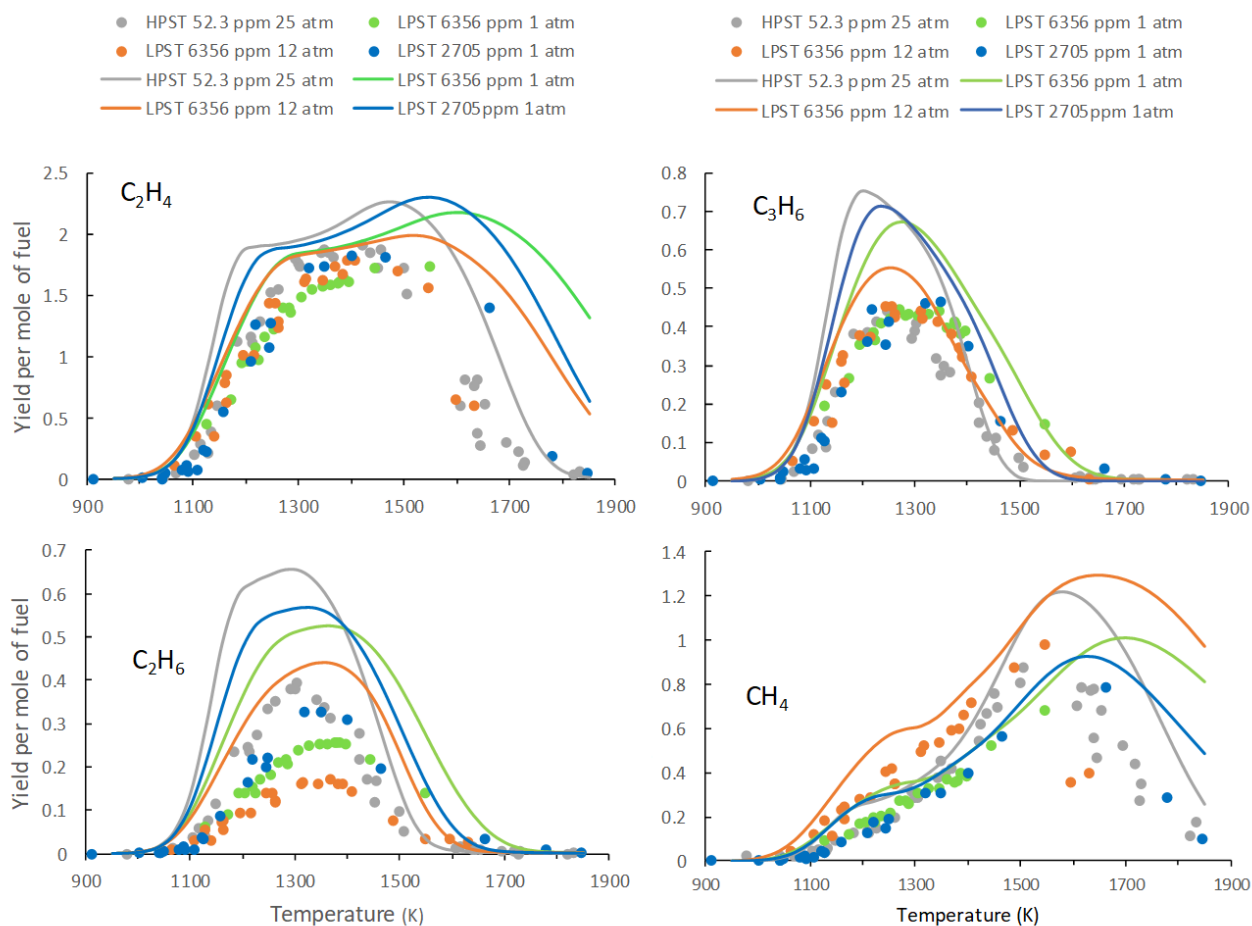 HPST 52.3 ppm 25 atm LPST 6356 ppm 1 atm
LPST 6356 ppm 12 atm LPST 2705 ppm 1 atm
HPST 52.3 ppm 25 atm LPST 6356 ppm 1 atm
LPST 6356 ppm 12 atm LPST 2705ppm 1atm
HPST 52.3 ppm 25 atm LPST 6356 ppm 1 atm
LPST 6356 ppm 12 atm LPST 2705 ppm 1 atm
HPST 52.3 ppm 25 atm LPST 6356 ppm 1 atm
LPST 6356 ppm 12 atm LPST 2705ppm 1atm
Yield per mole of fuel
C₂H₄
2.5
2
1.5
1
0.5
0
900 1100 1300 1500 1700 1900
C₃H₆
0.8
0.7
0.6
0.5
0.4
0.3
0.2
0.1
0
900 1100 1300 1500 1700 1900
Yield per mole of fuel
C₂H₆
0.7
0.6
0.5
0.4
0.3
0.2
0.1
0
900 1100 1300 1500 1700 1900
Temperature (K)
CH₄
1.4
1.2
1
0.8
0.6
0.4
0.2
0
900 1100 1300 1500 1700 1900
Temperature (K)